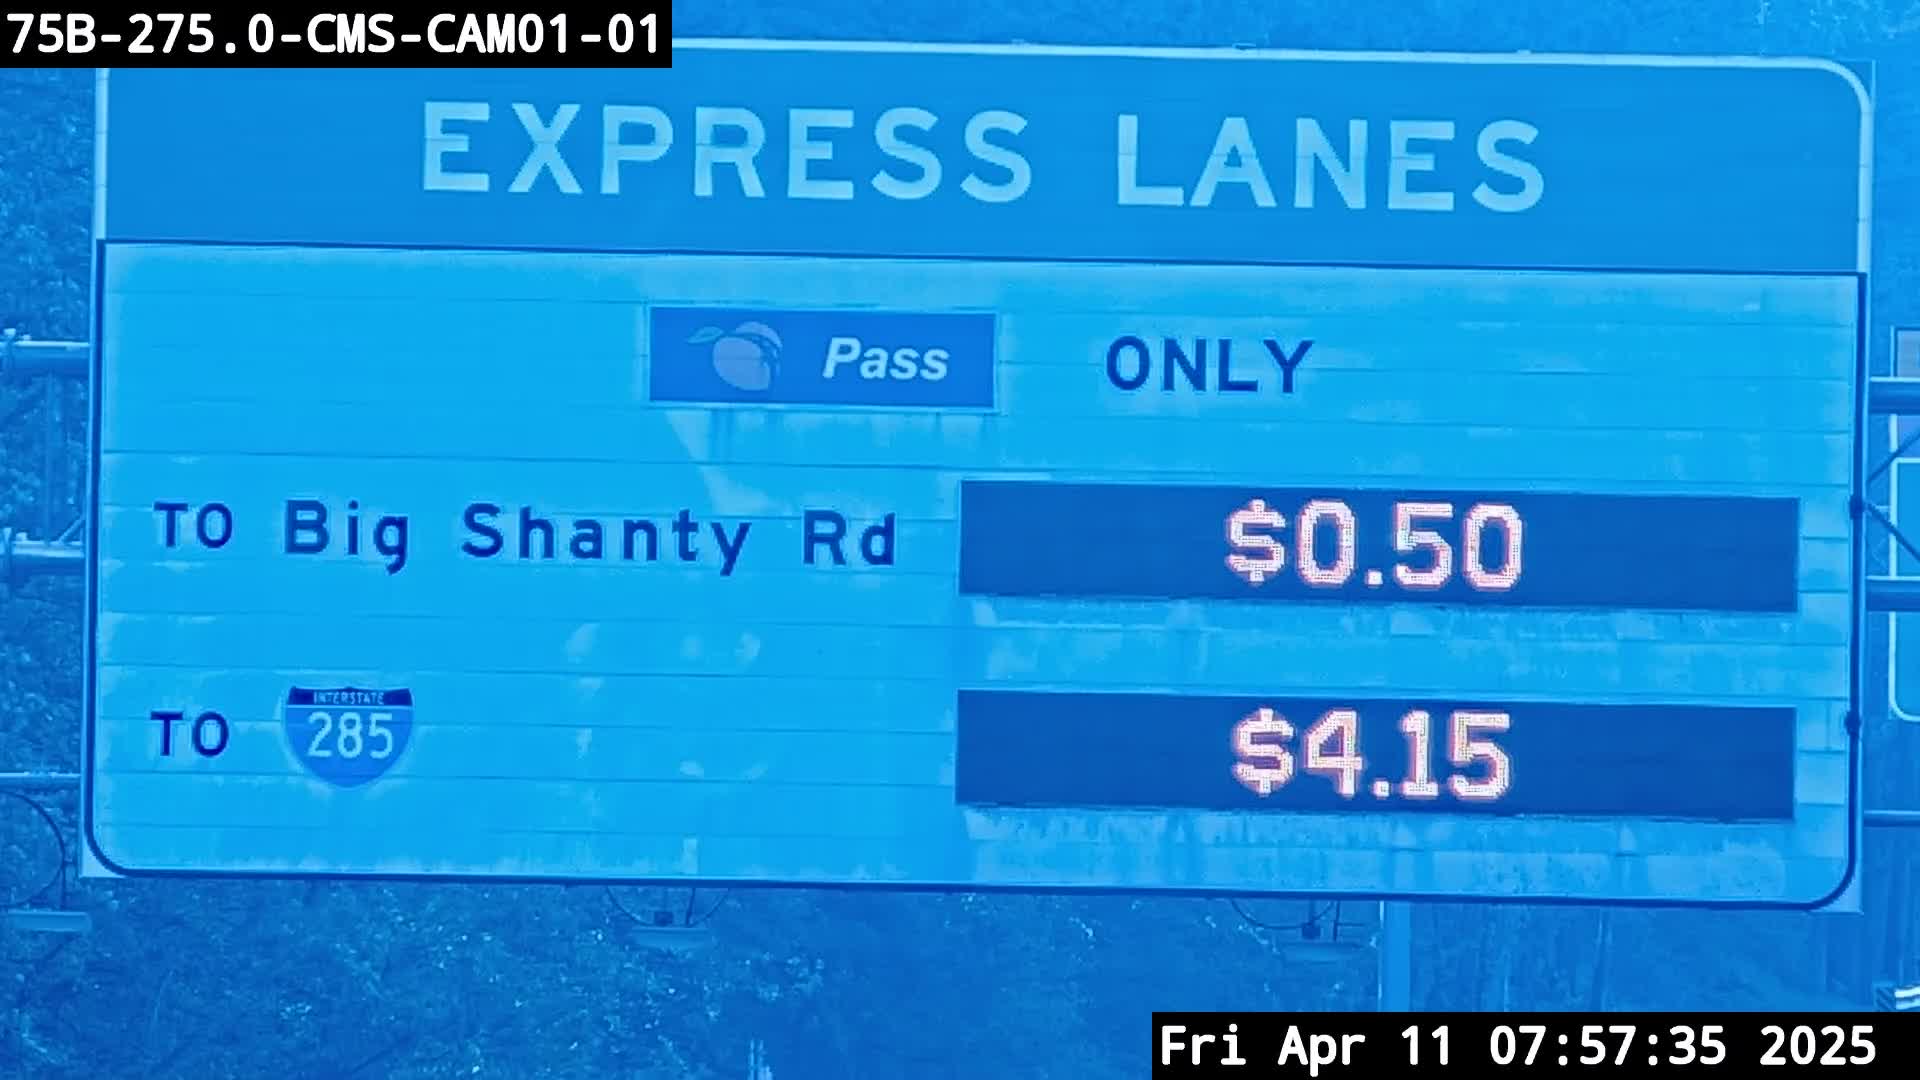 75B-275.0-CMS-CAM01-01
EXPRESS LANES
Pass ONLY
TO Big Shanty Rd $0.50
TO INTERSTATE 285 $4.15
Fri Apr 11 07:57:35 2025